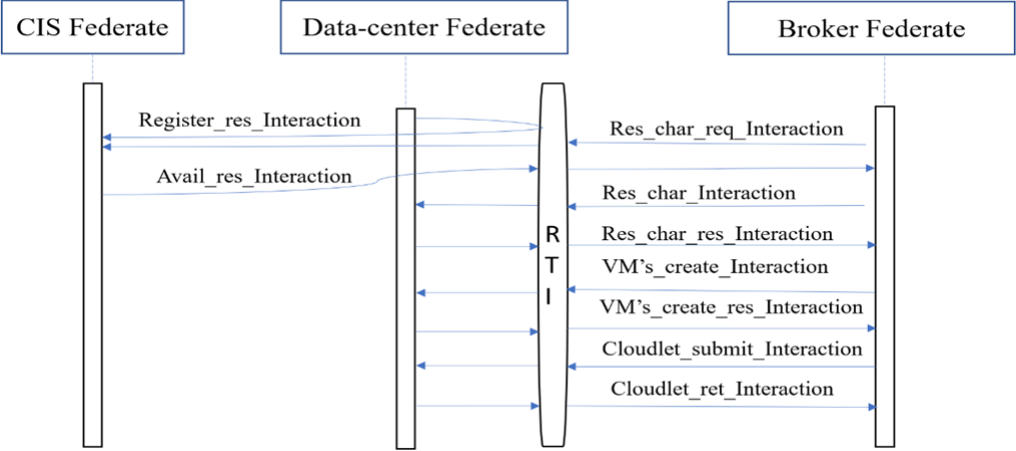 CIS Federate
Data-center Federate
Broker Federate
Register_res_Interaction
Res_char_req_Interaction
Avail_res_Interaction
Res_char_Interaction
Res_char_res_Interaction
VM’s_create_Interaction
VM’s_create_res_Interaction
Cloudlet_submit_Interaction
Cloudlet_ret_Interaction
R
T
I